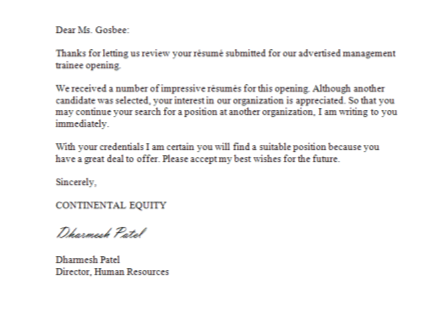 Dear Ms. Gosbee:
Thanks for letting us review your résumé submitted for our advertised management
trainee opening.
We received a number of impressive résumés for this opening. Although another
candidate was selected, your interest in our organization is appreciated. So that you
may continue your search for a position at another organization, I am writing to you
immediately.
With your credentials I am certain you will find a suitable position because you
have a great deal to offer. Please accept my best wishes for the future.
Sincerely,
CONTINENTAL EQUITY
Dharmesh Patel
Dharmesh Patel
Director, Human Resources